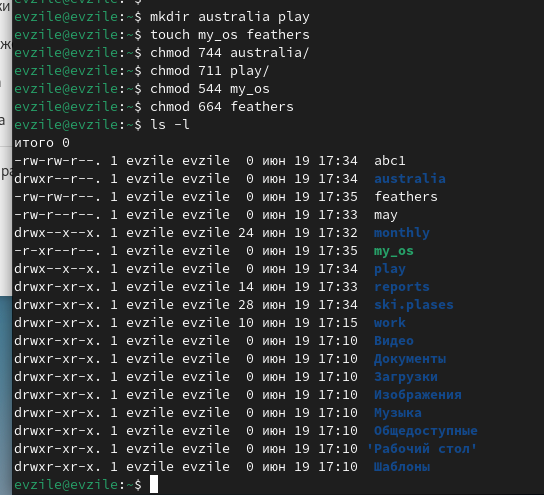 ки
evzile@evzile:~$ mkdir australia play
evzile@evzile:~$ touch my_os feathers
ж
evzile@evzile:~$ chmod 744 australia/
evzile@evzile:~$ chmod 711 play/
evzile@evzile:~$ chmod 544 my_os
evzile@evzile:~$ chmod 664 feathers
а
evzile@evzile:~$ ls -l
итого 0
-rw-rw-r--. 1 evzile evzile  0 июн 19 17:34  abc1
ра
drwxr--r--. 1 evzile evzile  0 июн 19 17:34  australia
-rw-rw-r--. 1 evzile evzile  0 июн 19 17:35  feathers
-rw-r--r--. 1 evzile evzile  0 июн 19 17:33  may
drwx--x--x. 1 evzile evzile 24 июн 19 17:32  monthly
-r-xr--r--. 1 evzile evzile  0 июн 19 17:35  my_os
drwx--x--x. 1 evzile evzile  0 июн 19 17:34  play
drwxr-xr-x. 1 evzile evzile 14 июн 19 17:33  reports
drwxr-xr-x. 1 evzile evzile 28 июн 19 17:34  ski.plases
drwxr-xr-x. 1 evzile evzile 10 июн 19 17:15  work
drwxr-xr-x. 1 evzile evzile  0 июн 19 17:10  Видео
drwxr-xr-x. 1 evzile evzile  0 июн 19 17:10  Документы
drwxr-xr-x. 1 evzile evzile  0 июн 19 17:10  Загрузки
drwxr-xr-x. 1 evzile evzile  0 июн 19 17:10  Изображения
drwxr-xr-x. 1 evzile evzile  0 июн 19 17:10  Музыка
drwxr-xr-x. 1 evzile evzile  0 июн 19 17:10  Общедоступные
drwxr-xr-x. 1 evzile evzile  0 июн 19 17:10 'Рабочий стол'
drwxr-xr-x. 1 evzile evzile  0 июн 19 17:10  Шаблоны
evzile@evzile:~$